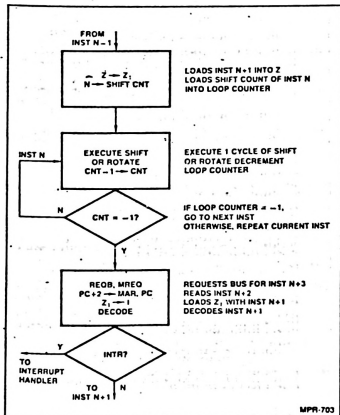 FROM
INST N-1
Z → Z₁
N → SHIFT CNT
LOADS INST N+1 INTO Z
LOADS SHIFT COUNT OF INST N
INTO LOOP COUNTER
INST N
EXECUTE SHIFT
OR ROTATE
CNT-1 → CNT
EXECUTE 1 CYCLE OF SHIFT
OR ROTATE DECREMENT
LOOP COUNTER
N
CNT = -1?
IF LOOP COUNTER = -1,
GO TO NEXT INST
OTHERWISE, REPEAT CURRENT INST
Y
REQB, MREQ
PC+2 → MAR, PC
Z₁ → I
DECODE
REQUESTS BUS FOR INST N+3
READS INST N+2
LOADS Z₁ WITH INST N+1
DECODES INST N+1
Y
INTR?
TO
INTERRUPT
HANDLER
N
TO
INST N+1
MPR-703